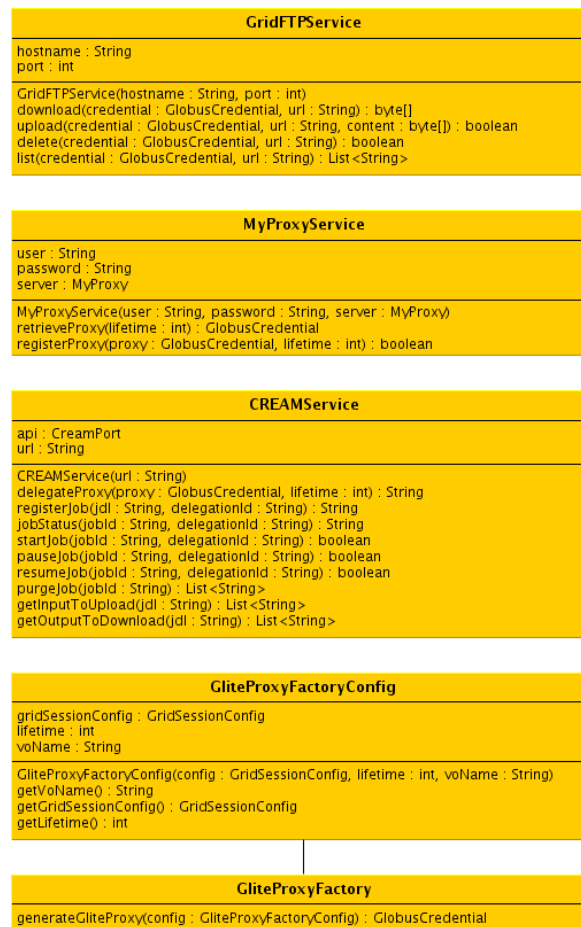 GridFTPService
hostname : String
port : int
GridFTPService(hostname : String, port : int)
download(credential : GlobusCredential, url : String) : byte[]
upload(credential : GlobusCredential, url : String, content : byte[]) : boolean
delete(credential : GlobusCredential, url : String) : boolean
list(credential : GlobusCredential, url : String) : List<String>
MyProxyService
user : String
password : String
server : MyProxy
MyProxyService(user : String, password : String, server : MyProxy)
retrieveProxy(lifetime : int) : GlobusCredential
registerProxy(proxy : GlobusCredential, lifetime : int) : boolean
CREAMService
api : CreamPort
url : String
CREAMService(url : String)
delegateProxy(proxy : GlobusCredential, lifetime : int) : String
registerJob(jdl : String, delegationId : String) : String
jobStatus(jobId : String, delegationId : String) : String
startJob(jobId : String, delegationId : String) : boolean
pauseJob(jobId : String, delegationId : String) : boolean
resumeJob(jobId : String, delegationId : String) : boolean
purgeJob(jobId : String) : List<String>
getInputToUpload(jdl : String) : List<String>
getOutputToDownload(jdl : String) : List<String>
GliteProxyFactoryConfig
gridSessionConfig : GridSessionConfig
lifetime : int
voName : String
GliteProxyFactoryConfig(config : GridSessionConfig, lifetime : int, voName : String)
getVoName() : String
getGridSessionConfig() : GridSessionConfig
getLifetime() : int
GliteProxyFactory
generateGliteProxy(config : GliteProxyFactoryConfig) : GlobusCredential